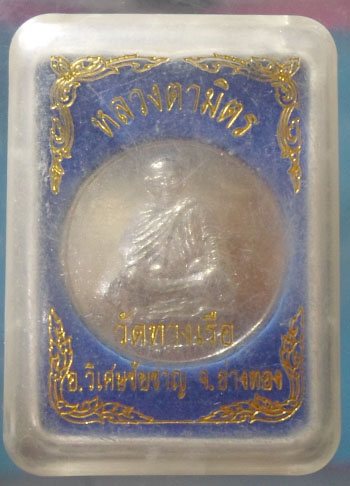 หลวงตามิตร
วัดทางเรือ
อ.วิเศษชัยชาญ จ.อ่างทอง